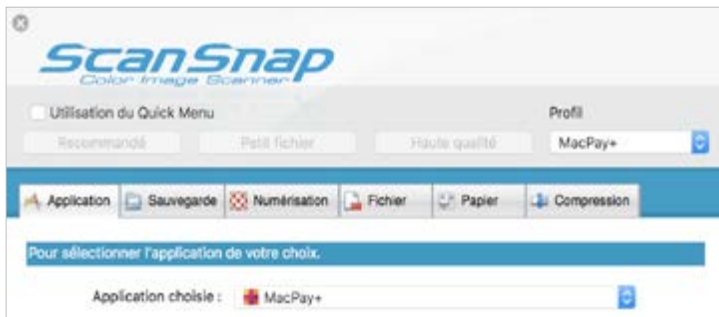 ScanSnap
Color Image Scanner
Utilisation du Quick Menu
Profil
Recommandé Petit fichier Haute qualité MacPay+
Application Sauvegarde Numérisation Fichier Papier Compression
Pour sélectionner l'application de votre choix.
Application choisie : MacPay+